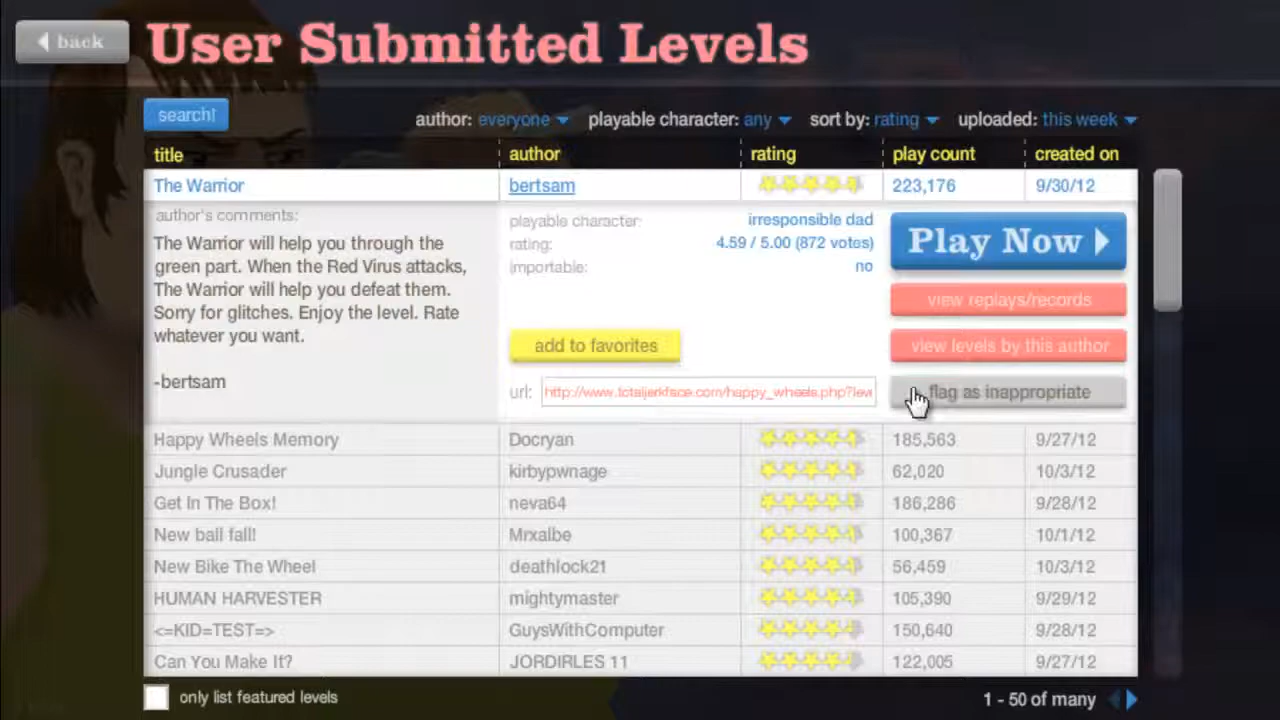 back
User Submitted Levels
search!
author: everyone playable character: any sort by: rating uploaded: this week
title author rating play count created on
The Warrior bertsam 223,176 9/30/12
author's comments:
The Warrior will help you through the
green part. When the Red Virus attacks,
The Warrior will help you defeat them.
Sorry for glitches. Enjoy the level. Rate
whatever you want.
-bertsam
playable character: irresponsible dad
rating: 4.59 / 5.00 (872 votes)
importable: no
add to favorites
url: http://www.totaljerkface.com/happy_wheels.php?leve
Play Now
view replays/records
view levels by this author
flag as inappropriate
Happy Wheels Memory Docryan 185,563 9/27/12
Jungle Crusader kirbypwnage 62,020 10/3/12
Get In The Box! neva64 186,286 9/28/12
New ball fall! Mrxalbe 100,367 10/1/12
New Bike The Wheel deathlock21 56,459 10/3/12
HUMAN HARVESTER mightymaster 105,390 9/29/12
<=KID=TEST=> GuysWithComputer 150,640 9/28/12
Can You Make It? JORDIRLES 11 122,005 9/27/12
only list featured levels
1 - 50 of many